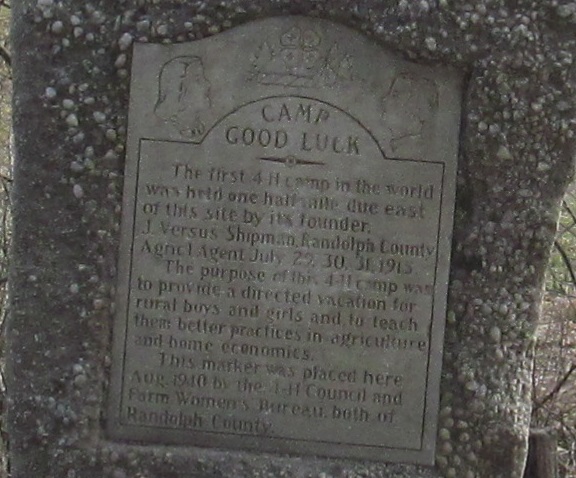 CAMP
GOOD LUCK
The first 4-H camp in the world
was held one half mile due east
of this site by its founder,
J. Versus Shipman, Randolph County
Agric'l Agent July 29, 30, 31, 1915
The purpose of this 4-H camp was
to provide a directed vacation for
rural boys and girls and to teach
them better practices in agriculture
and home economics.
This marker was placed here
Aug. 1940 by the 4-H Council and
Farm Women's Bureau, both of
Randolph County.